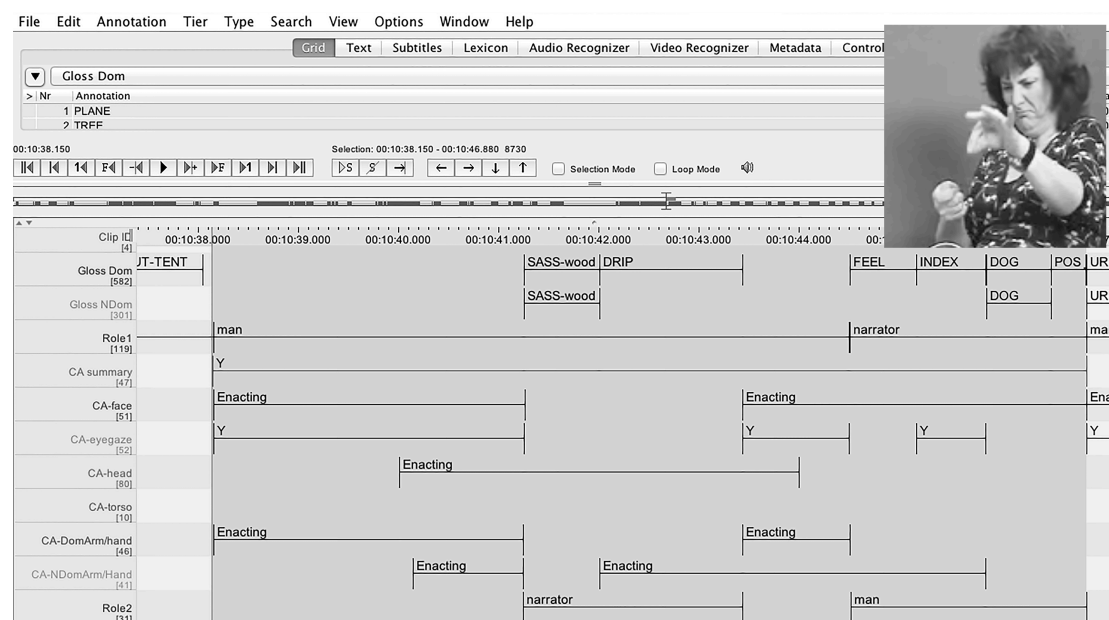 File Edit Annotation Tier Type Search View Options Window Help
Grid Text Subtitles Lexicon Audio Recognizer Video Recognizer Metadata Control
Gloss Dom
> Nr Annotation
1 PLANE
2 TREE
00:10:38.150 Selection: 00:10:38.150 - 00:10:46.880 8730
Selection Mode Loop Mode
Clip ID 00:10:38.000 00:10:39.000 00:10:40.000 00:10:41.000 00:10:42.000 00:10:43.000 00:10:44.000
[4]
UT-TENT SASS-wood DRIP FEEL INDEX DOG POS UR
Gloss Dom
[582]
SASS-wood DOG UR
Gloss NDom
[301]
man narrator ma
Role1
[119]
Y
CA summary
[47]
Enacting Enacting Ena
CA-face
[51]
Y Y Y Y
CA-eyegaze
[52]
Enacting
CA-head
[80]
CA-torso
[10]
Enacting Enacting
CA-DomArm/hand
[46]
Enacting Enacting
CA-NDomArm/Hand
[41]
narrator man
Role2
[31]